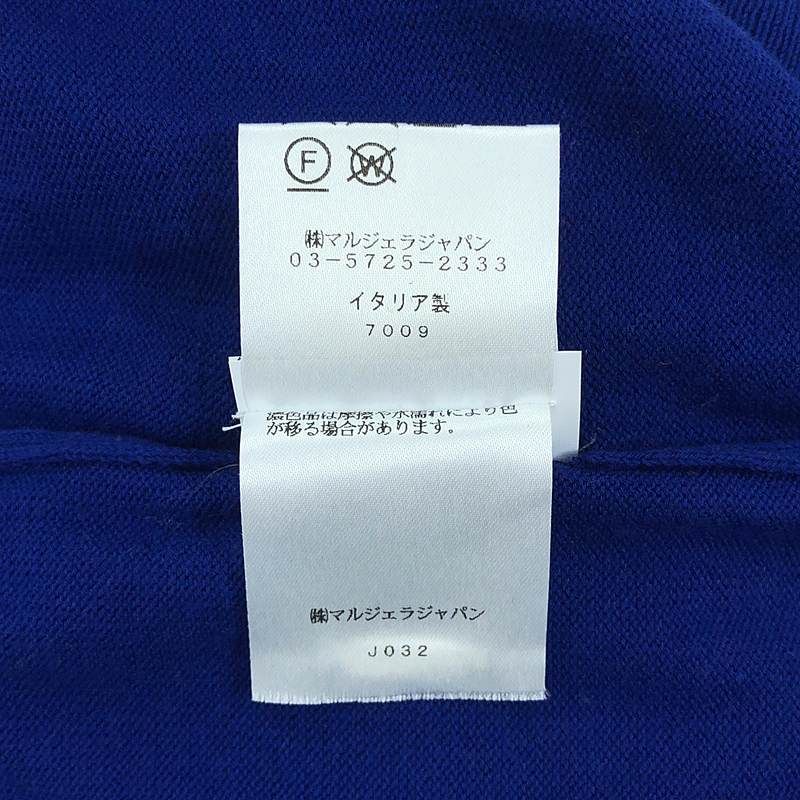 F W
㈱マルジェラジャパン
03-5725-2333
イタリア製
7009
濃色品は摩擦や水濡れにより色
が移る場合があります。
㈱マルジェラジャパン
J032